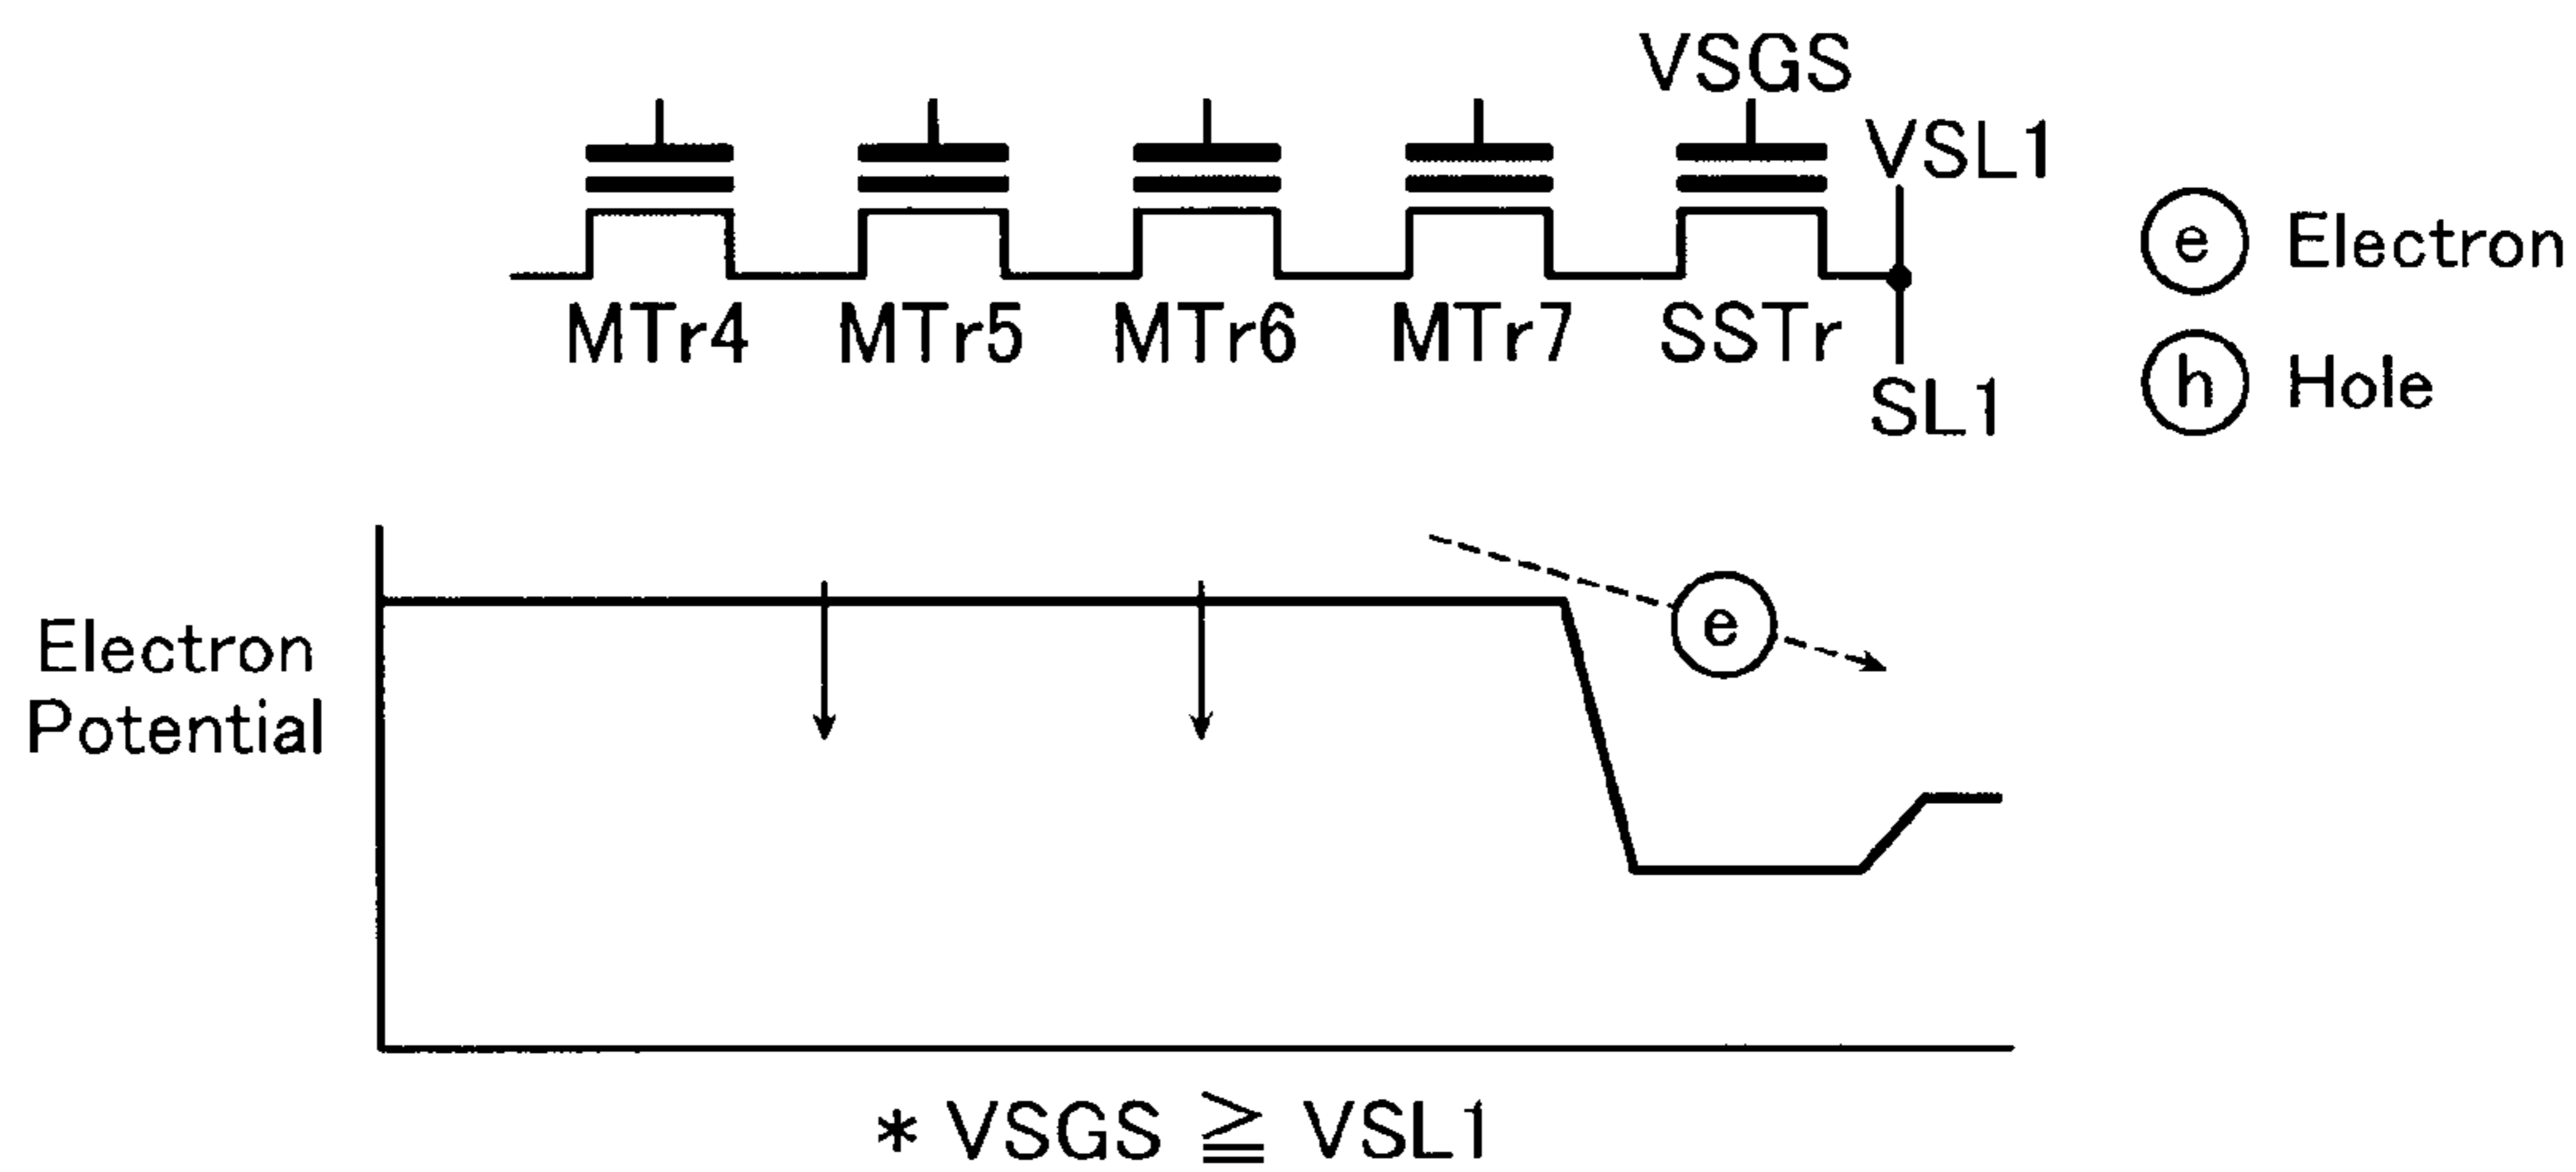 VSGS
VSL1
MTr4 MTr5 MTr6 MTr7 SSTr
SL1
e Electron
h Hole
Electron
Potential
e
* VSGS ≧ VSL1